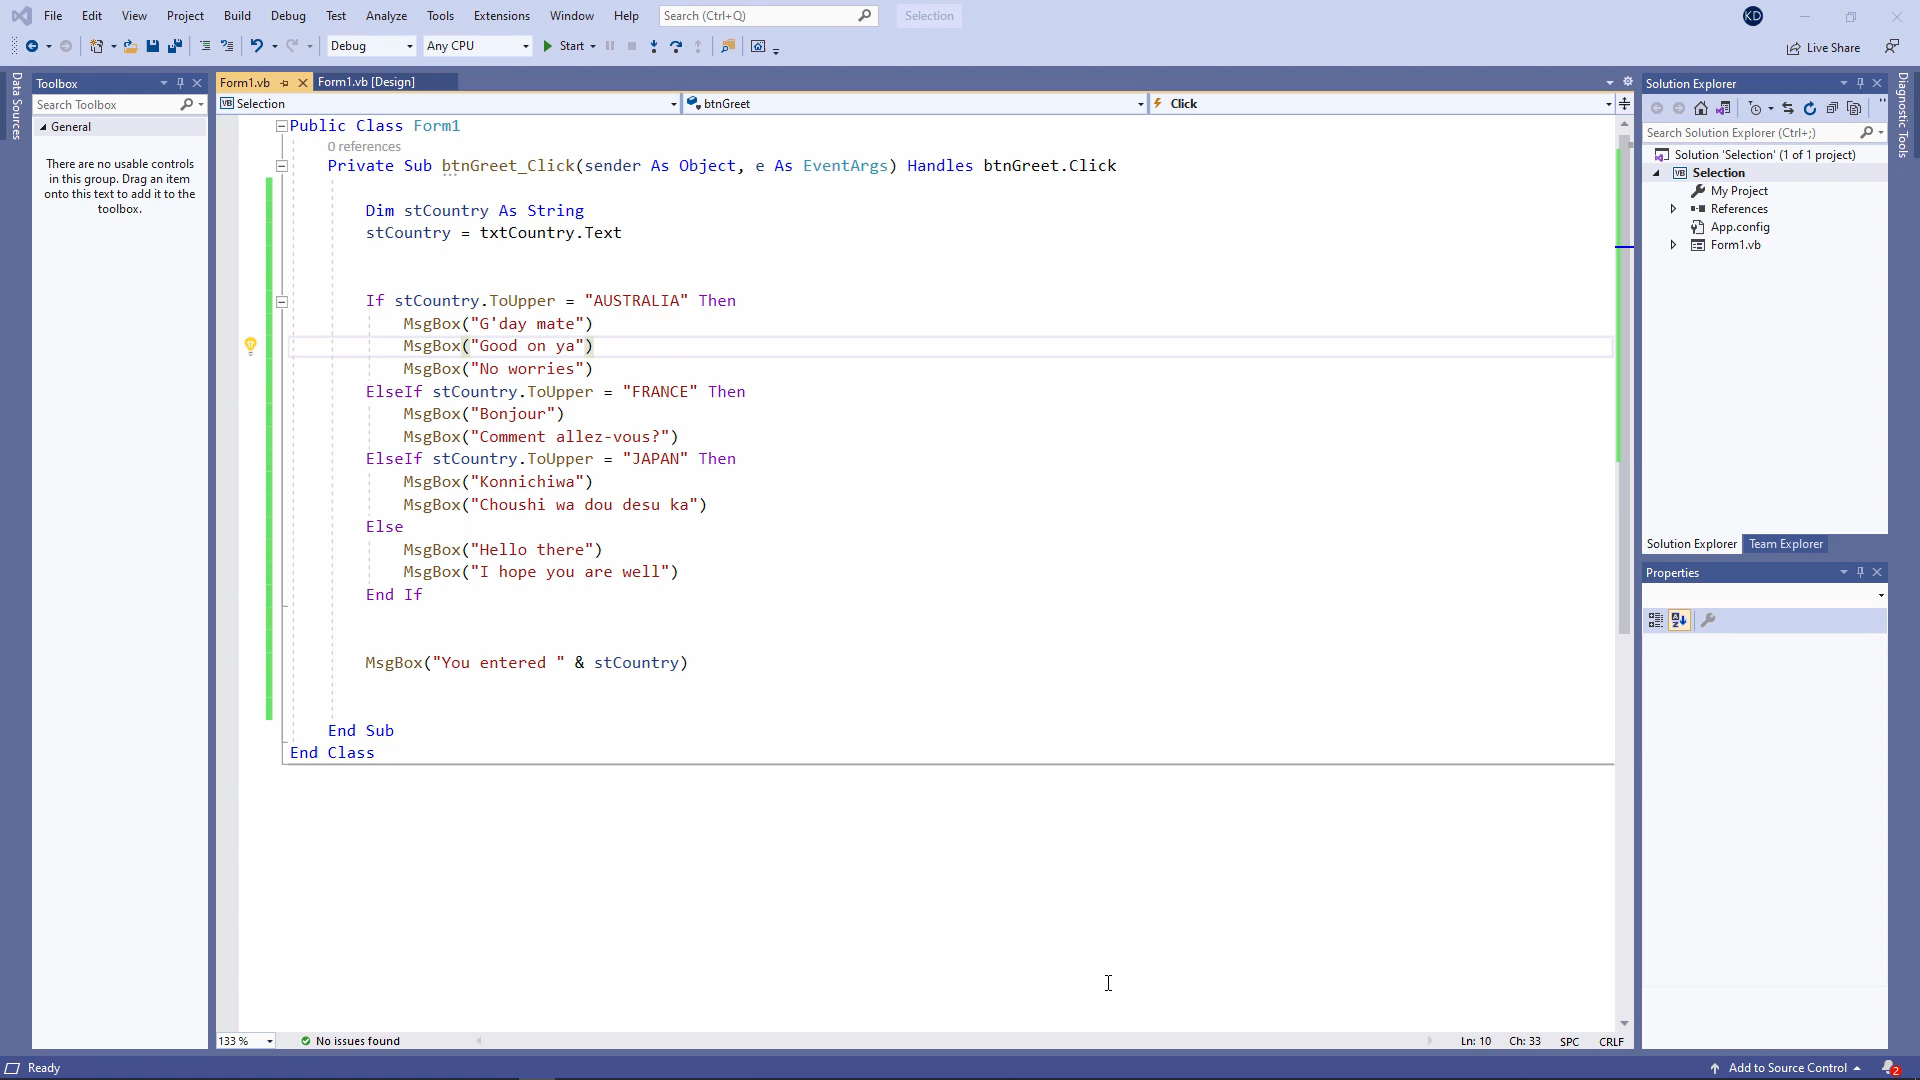 File Edit View Project Build Debug Test Analyze Tools Extensions Window Help Search (Ctrl+Q) Selection KD
Debug Any CPU Start Live Share
Data Sources
Toolbox
Search Toolbox
General
There are no usable controls
in this group. Drag an item
onto this text to add it to the
toolbox.
Form1.vb Form1.vb [Design]
VB Selection btnGreet Click
Public Class Form1
0 references
Private Sub btnGreet_Click(sender As Object, e As EventArgs) Handles btnGreet.Click
Dim stCountry As String
stCountry = txtCountry.Text
If stCountry.ToUpper = "AUSTRALIA" Then
MsgBox("G'day mate")
MsgBox("Good on ya")
MsgBox("No worries")
ElseIf stCountry.ToUpper = "FRANCE" Then
MsgBox("Bonjour")
MsgBox("Comment allez-vous?")
ElseIf stCountry.ToUpper = "JAPAN" Then
MsgBox("Konnichiwa")
MsgBox("Choushi wa dou desu ka")
Else
MsgBox("Hello there")
MsgBox("I hope you are well")
End If
MsgBox("You entered " & stCountry)
End Sub
End Class
133 % No issues found Ln: 10 Ch: 33 SPC CRLF
Solution Explorer
Search Solution Explorer (Ctrl+;)
Solution 'Selection' (1 of 1 project)
VB Selection
My Project
References
App.config
Form1.vb
Solution Explorer Team Explorer
Properties
Diagnostic Tools
Ready Add to Source Control 2